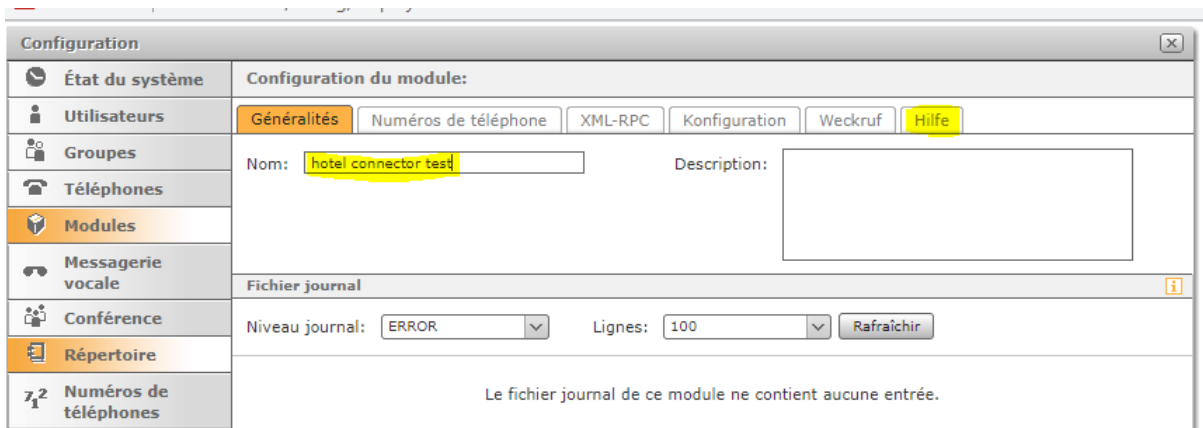 Configuration
État du système
Utilisateurs
Groupes
Téléphones
Modules
Messagerie
vocale
Conférence
Répertoire
Numéros de
téléphones
Configuration du module:
Généralités Numéros de téléphone XML-RPC Konfiguration Weckruf Hilfe
Nom: hotel connector test Description:
Fichier journal
Niveau journal: ERROR Lignes: 100 Rafraîchir
Le fichier journal de ce module ne contient aucune entrée.